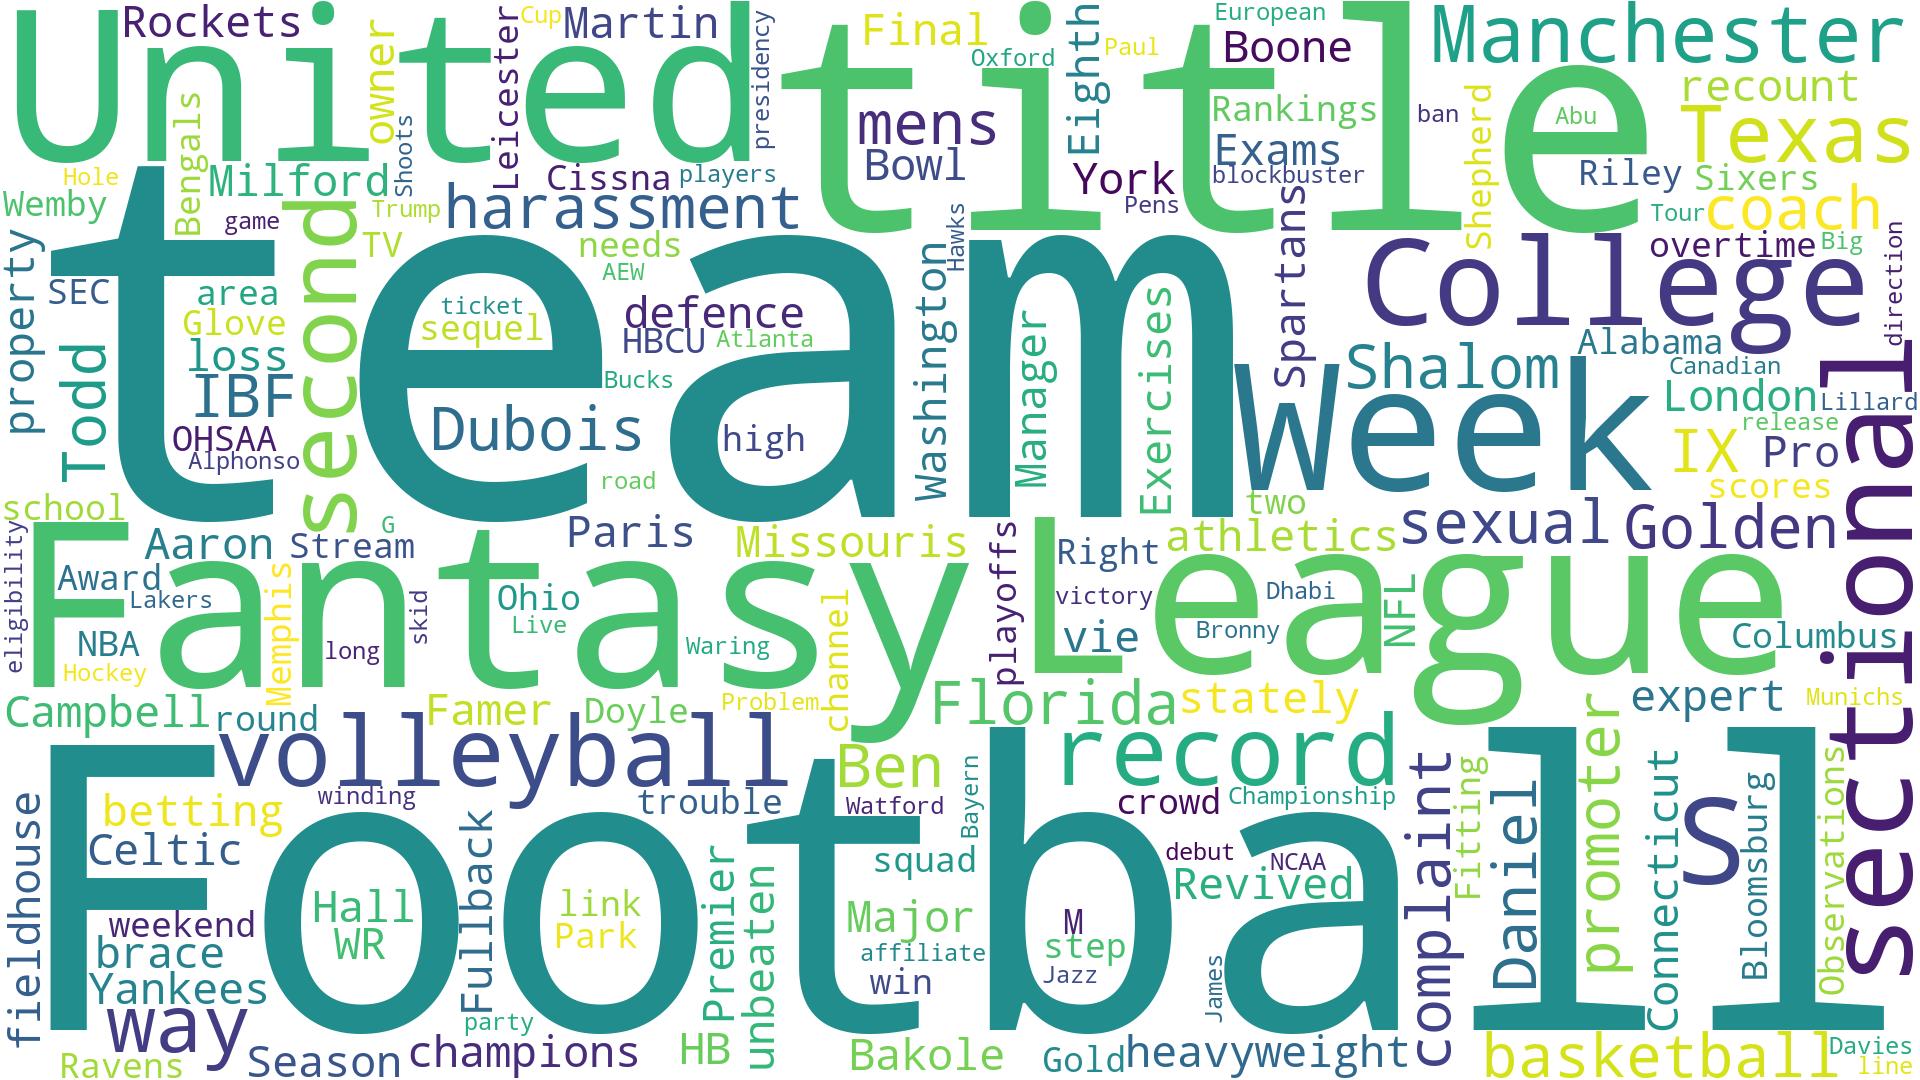 United
title
team
Football
Fantasy
League
Week
College
sectional
second
volleyball
record
Manchester
Texas
harassment
Rockets
Cup
Martin
presidency
Final
Oxford
Eighth
Paul
European
Boone
recount
owner
Leicester
Bengals
Shoots
mens
Bowl
Rankings
Exams
blockbuster
ban
Shepherd
Abu
Riley
Sixers
coach
Tour
Hole
Wemby
Milford
game
Trump
Cissna
players
York
Pens
TV
needs
AEW
Hawks
Spartans
overtime
Big
direction
property
SEC
area
Glove
loss
IBF
OHSAA
Alphonso
Todd
ticket
sequel
defence
HBCU
Atlanta
Bucks
Dubois
high
road
Washington
Manager
Exercises
Shalom
Alabama
Canadian
London
Lillard
release
IX
Pro
scores
two
school
eligibility
G
Aaron
Stream
Paris
Missouris
playoffs
Right
athletics
sexual
Golden
Award
Lakers
NBA
Hockey
Memphis
long
skid
Ohio
Live
Waring
channel
victory
vie
Dhabi
Bronny
NFL
Columbus
Campbell
round
Famer
Doyle
Problem
Florida
stately
expert
Munichs
betting
winding
trouble
Ben
Watford
Bayern
crowd
Championship
Celtic
fieldhouse
Fullback
squad
debut
NCAA
Revived
complaint
Fitting
Daniel
promoter
Connecticut
S
Bloomsburg
Observations
Hall
WR
link
Park
weekend
brace
Yankees
way
Premier
unbeaten
Major
affiliate
win
M
step
Jazz
James
party
Ravens
Season
champions
HB
Bakole
Gold
heavyweight
basketball
Davies
line